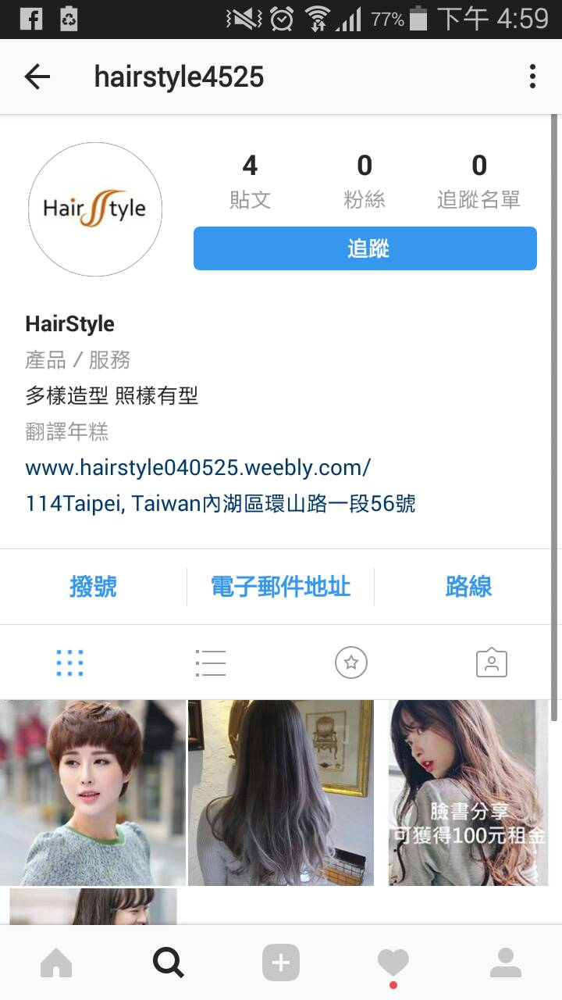 77% 下午 4:59
hairstyle4525
HairStyle
4 0 0
貼文 粉絲 追蹤名單
追蹤
HairStyle
產品 / 服務
多樣造型 照樣有型
翻譯年糕
www.hairstyle040525.weebly.com/
114Taipei, Taiwan內湖區環山路一段56號
撥號 電子郵件地址 路線
臉書分享
可獲得100元租金